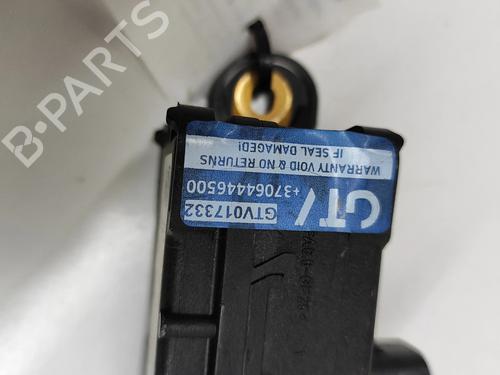 B-PARTS
GT/
WARRANTY VOID & NO RETURNS
IF SEAL DAMAGED!
+37064446500
GTV017332